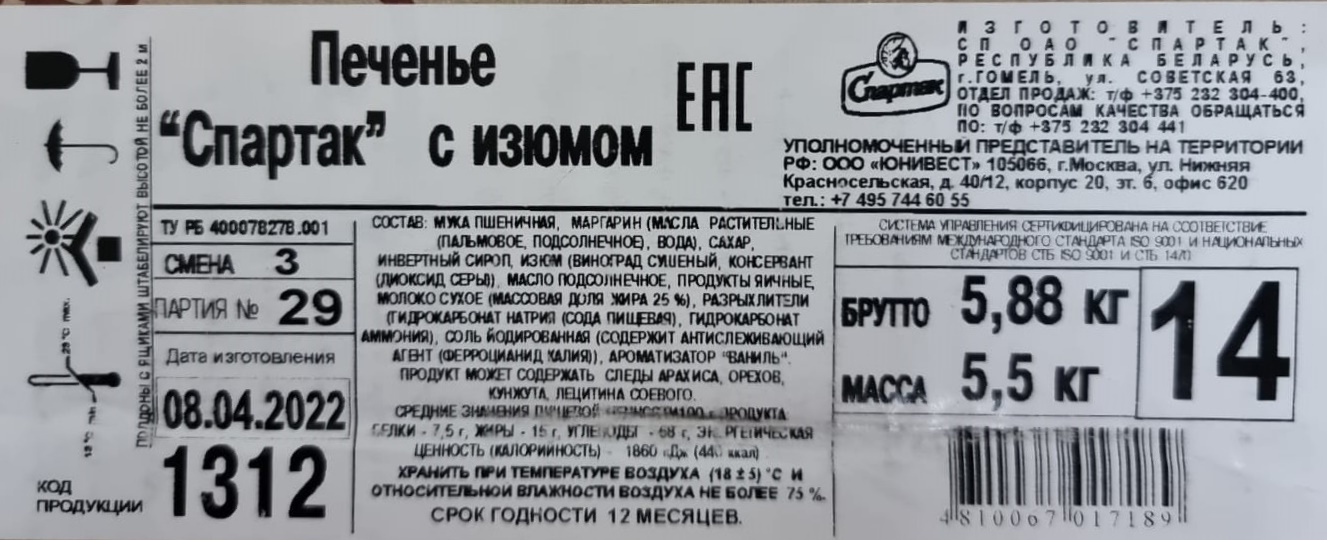 Печенье
“Спартак” с изюмом
ЕАС
Спартак
ИЗГОТОВИТЕЛЬ:
СП ОАО "СПАРТАК",
РЕСПУБЛИКА БЕЛАРУСЬ,
г.ГОМЕЛЬ, ул. СОВЕТСКАЯ 63,
ОТДЕЛ ПРОДАЖ: т/ф +375 232 304-400,
ПО ВОПРОСАМ КАЧЕСТВА ОБРАЩАТЬСЯ
ПО: т/ф +375 232 304 441
УПОЛНОМОЧЕННЫЙ ПРЕДСТАВИТЕЛЬ НА ТЕРРИТОРИИ
РФ: ООО «ЮНИВЕСТ» 105066, г.Москва, ул. Нижняя
Красносельская, д. 40/12, корпус 20, эт. 6, офис 620
тел.: +7 495 744 60 55
ПОДДОНЫ С ЯЩИКАМИ ШТАБЕЛИРУЮТ ВЫСОТОЙ НЕ БОЛЕЕ 2 м
ТУ РБ 400078278.001
СМЕНА 3
ПАРТИЯ № 29
Дата изготовления
08.04.2022
КОД
ПРОДУКЦИИ
1312
СОСТАВ: МУКА ПШЕНИЧНАЯ, МАРГАРИН (МАСЛА РАСТИТЕЛЬНЫЕ
(ПАЛЬМОВОЕ, ПОДСОЛНЕЧНОЕ), ВОДА), САХАР,
ИНВЕРТНЫЙ СИРОП, ИЗЮМ (ВИНОГРАД СУШЕНЫЙ, КОНСЕРВАНТ
(ДИОКСИД СЕРЫ)), МАСЛО ПОДСОЛНЕЧНОЕ, ПРОДУКТЫ ЯИЧНЫЕ,
МОЛОКО СУХОЕ (МАССОВАЯ ДОЛЯ ЖИРА 25 %), РАЗРЫХЛИТЕЛИ
(ГИДРОКАРБОНАТ НАТРИЯ (СОДА ПИЩЕВАЯ), ГИДРОКАРБОНАТ
АММОНИЯ), СОЛЬ ЙОДИРОВАННАЯ (СОДЕРЖИТ АНТИСЛЕЖИВАЮЩИЙ
АГЕНТ (ФЕРРОЦИАНИД КАЛИЯ)), АРОМАТИЗАТОР "ВАНИЛЬ".
ПРОДУКТ МОЖЕТ СОДЕРЖАТЬ СЛЕДЫ АРАХИСА, ОРЕХОВ,
КУНЖУТА, ЛЕЦИТИНА СОЕВОГО.
СРЕДНИЕ ЗНАЧЕНИЯ ПИЩЕВОЙ ЦЕННОСТИ 100 г ПРОДУКТА
БЕЛКИ - 7,5 г, ЖИРЫ - 15 г, УГЛЕВОДЫ - 68 г, ЭНЕРГЕТИЧЕСКАЯ
ЦЕННОСТЬ (КАЛОРИЙНОСТЬ) - 1860 кДж ккал)
ХРАНИТЬ ПРИ ТЕМПЕРАТУРЕ ВОЗДУХА (18 ± 5) °С И
ОТНОСИТЕЛЬНОЙ ВЛАЖНОСТИ ВОЗДУХА НЕ БОЛЕЕ 75 %.
СРОК ГОДНОСТИ 12 МЕСЯЦЕВ.
СИСТЕМА УПРАВЛЕНИЯ СЕРТИФИЦИРОВАНА НА СООТВЕТСТВИЕ
ТРЕБОВАНИЯМ МЕЖДУНАРОДНОГО СТАНДАРТА ISO 9001 И НАЦИОНАЛЬНЫХ
СТАНДАРТОВ СТБ ISO 9001 И СТБ 1470
БРУТТО 5,88 КГ
МАССА 5,5 КГ
14
4 810067 017189